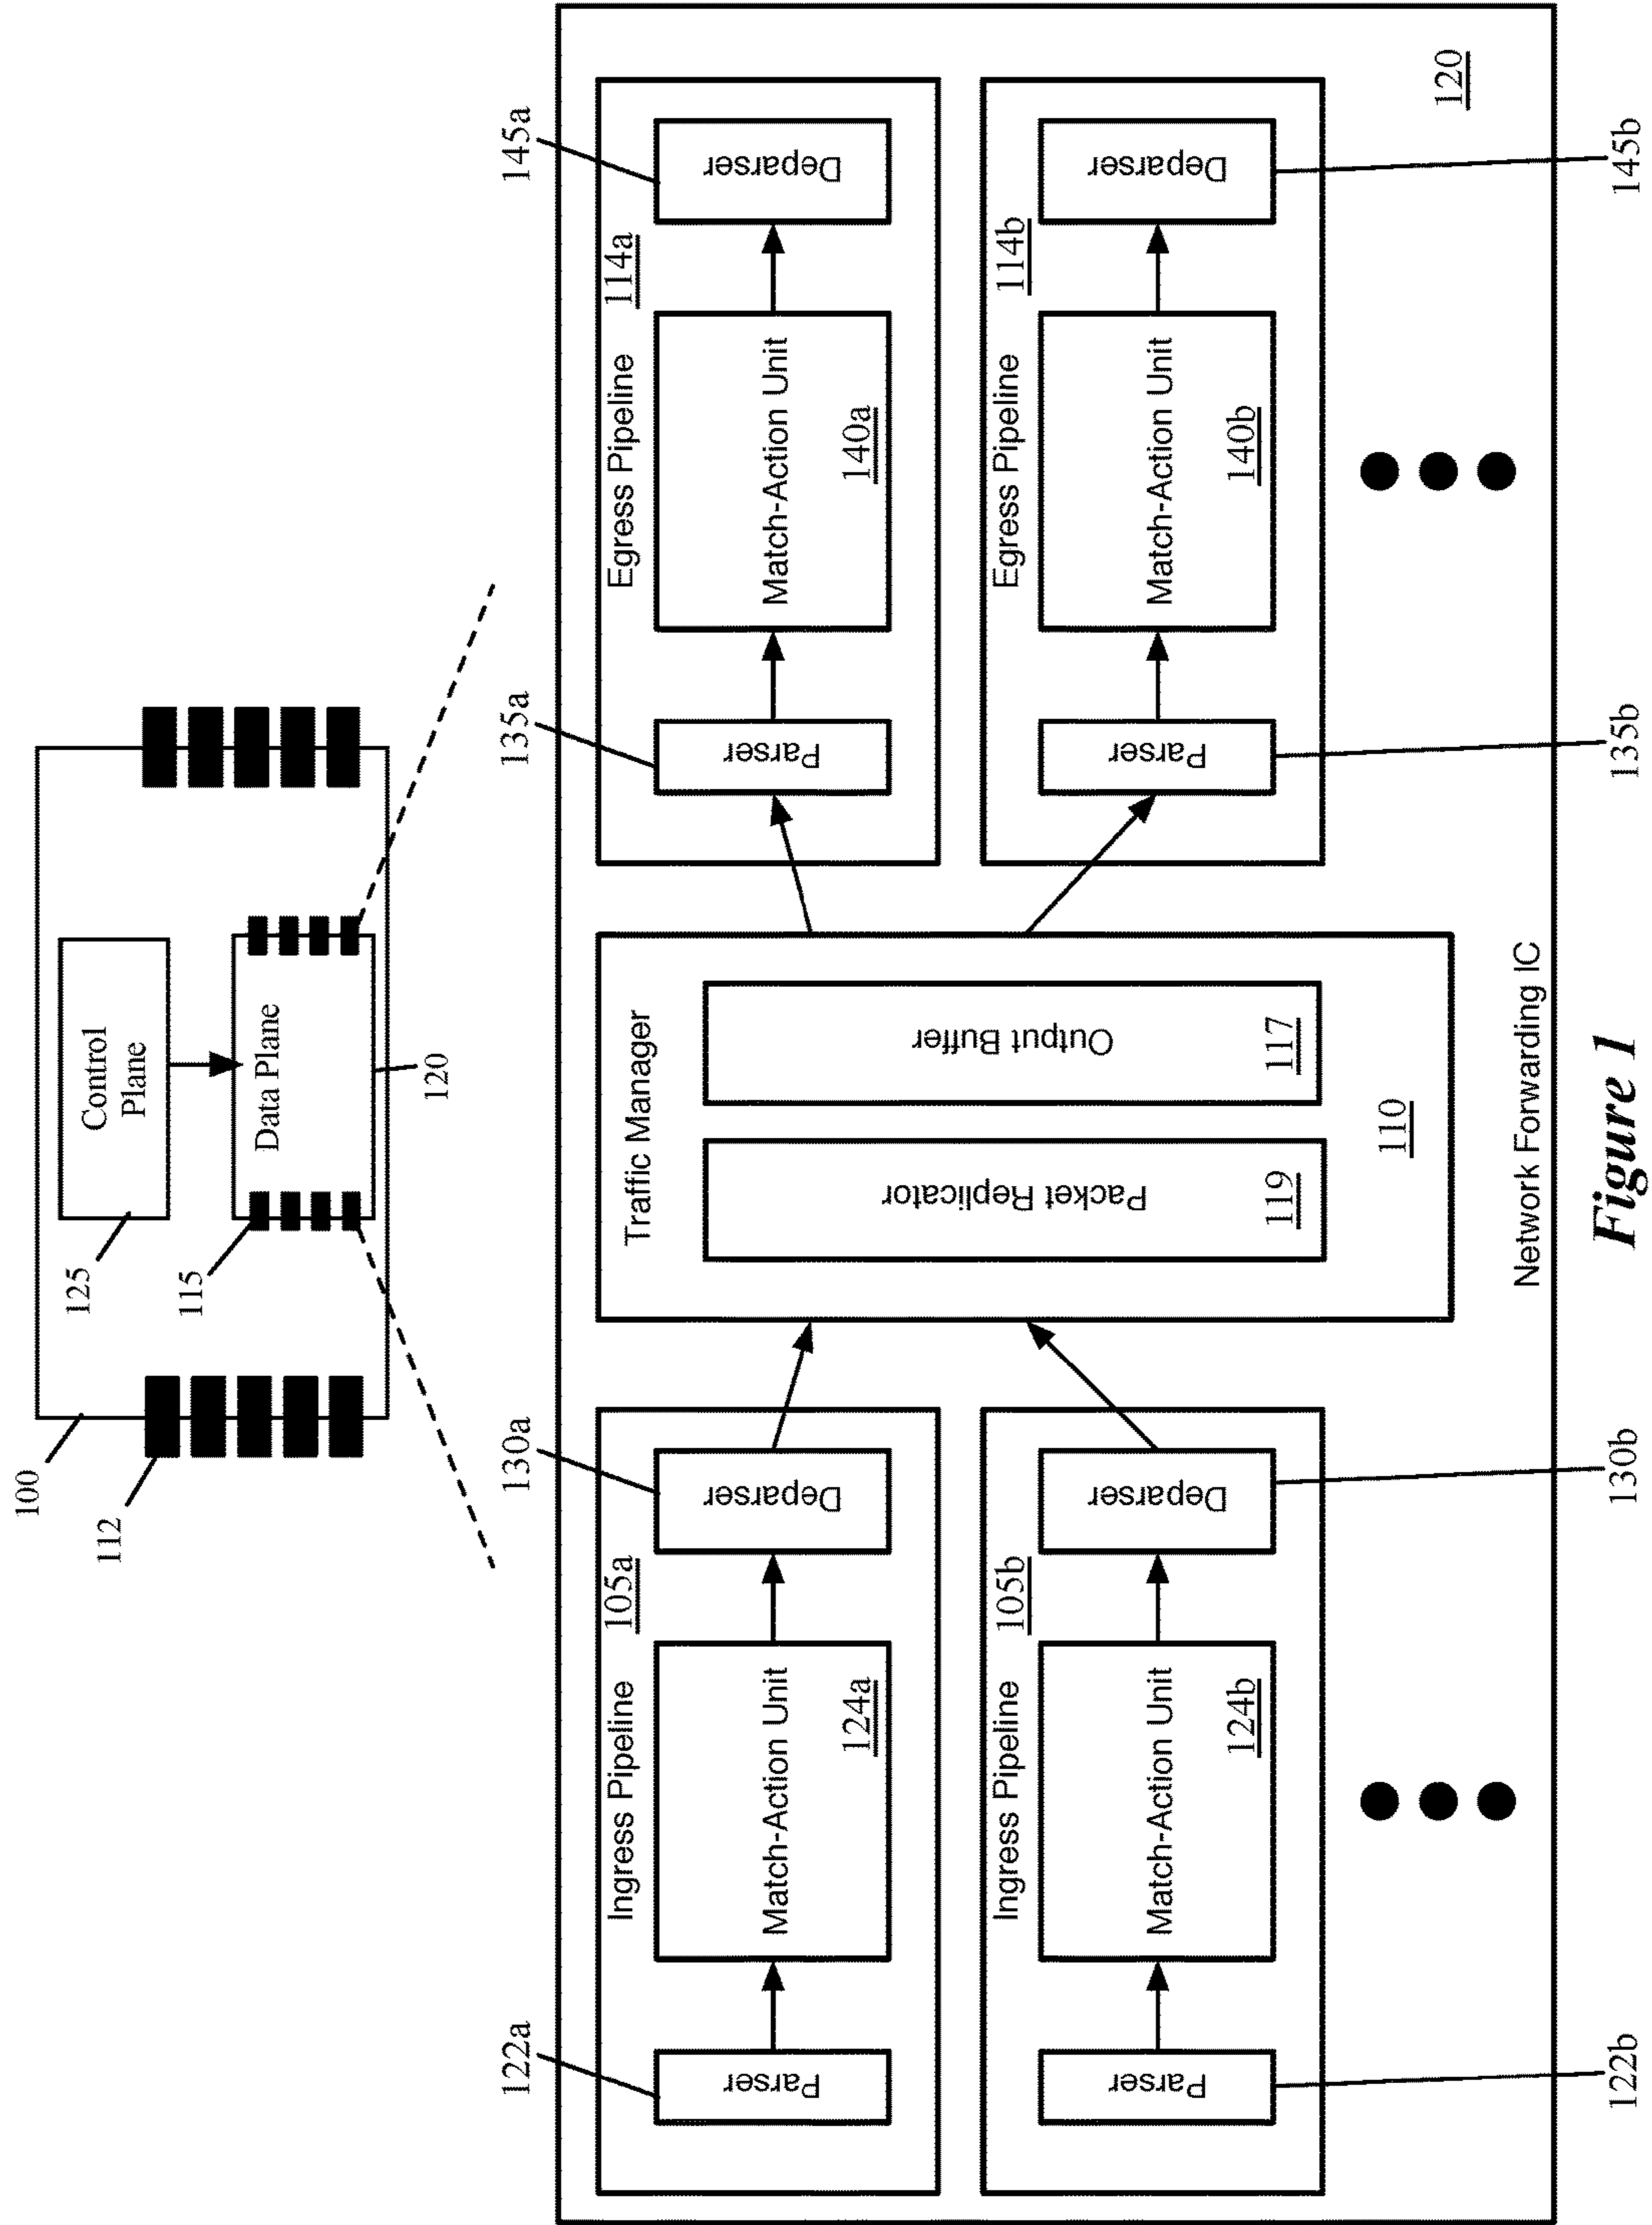 100
112
125
Control
Plane
115
Data Plane
120
122a
130a
135a
145a
Ingress Pipeline
105a
Parser
Match-Action Unit
124a
Deparser
Traffic Manager
Packet Replicator
119
Output Buffer
117
110
Egress Pipeline
114a
Parser
Match-Action Unit
140a
Deparser
Ingress Pipeline
105b
Parser
Match-Action Unit
124b
Deparser
Egress Pipeline
114b
Parser
Match-Action Unit
140b
Deparser
Network Forwarding IC
120
122b
130b
135b
145b
Figure 1